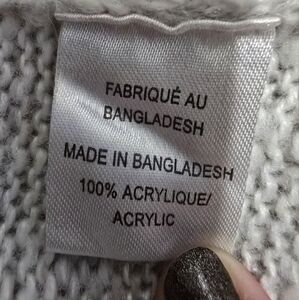 FABRIQUÉ AU
BANGLADESH
MADE IN BANGLADESH
100% ACRYLIQUE/
ACRYLIC